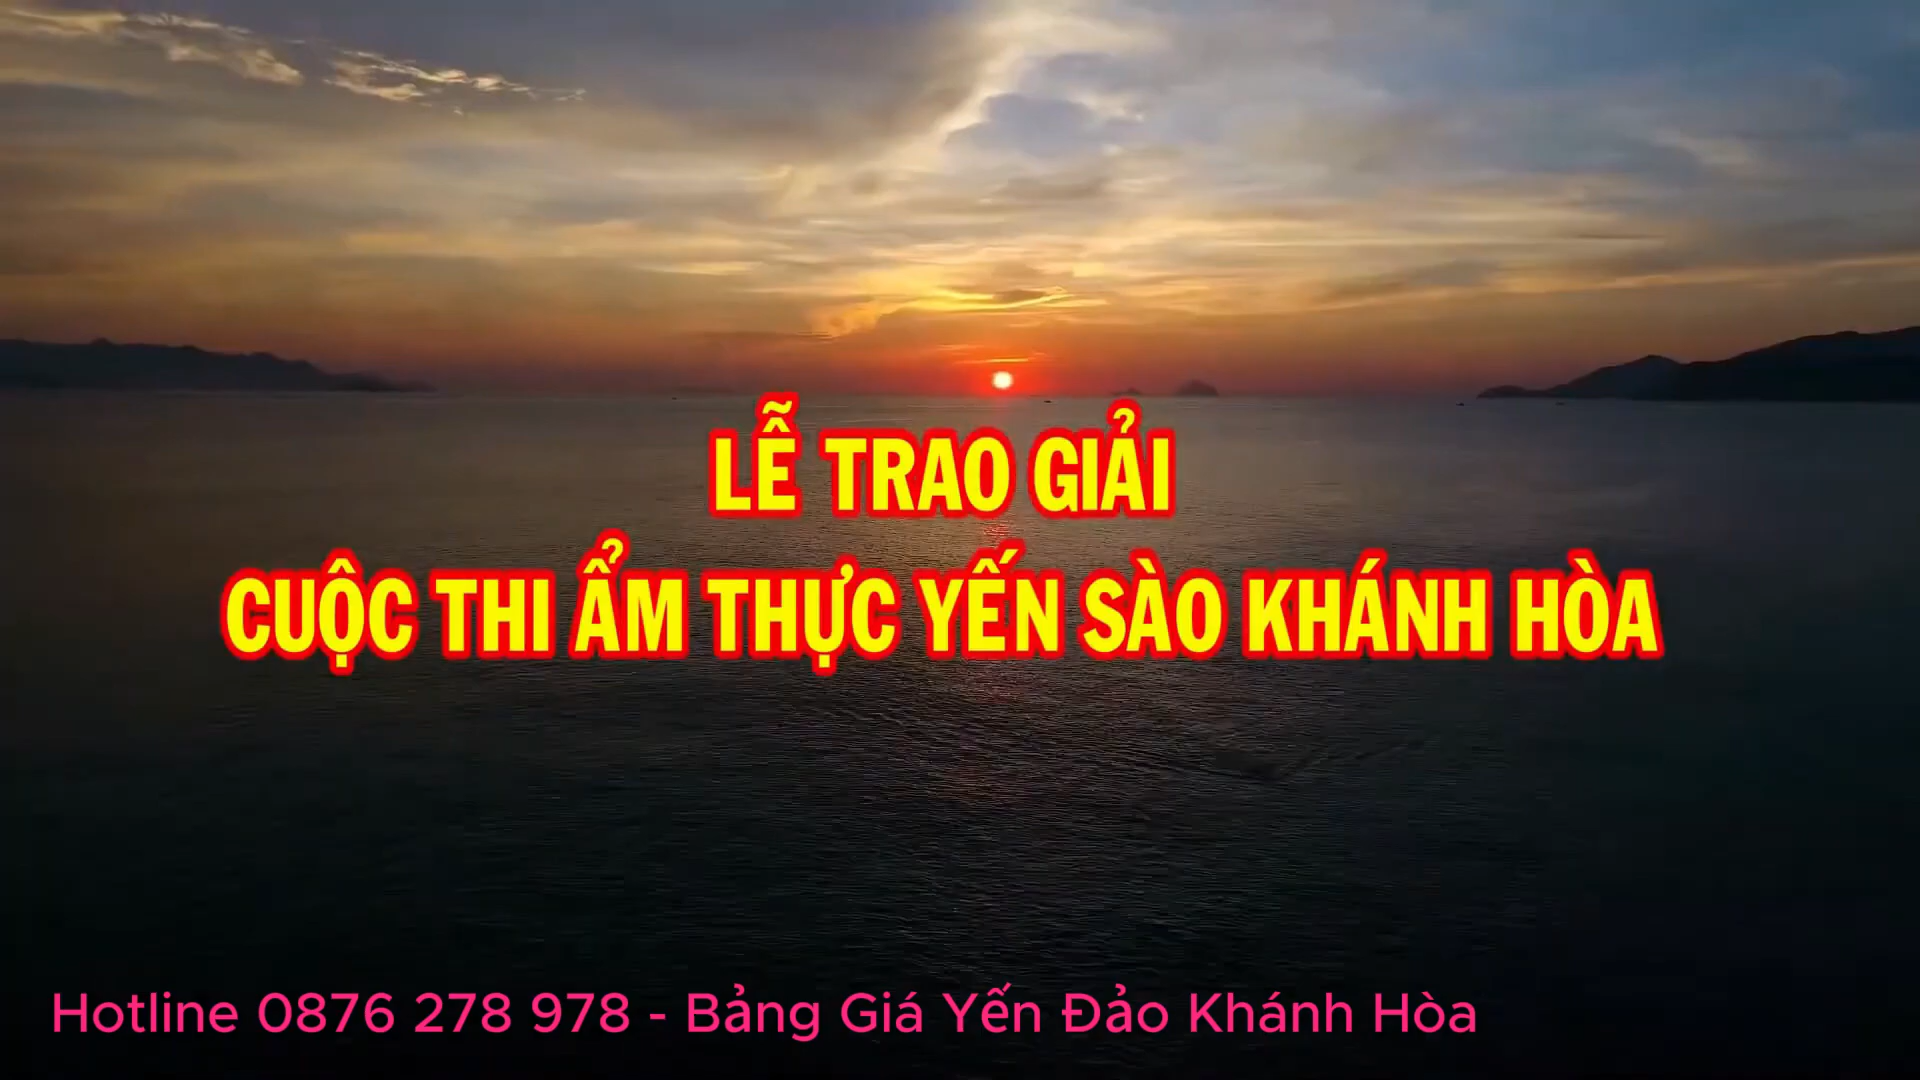 LỄ TRAO GIẢI
CUỘC THI ẨM THỰC YẾN SÀO KHÁNH HÒA
Hotline 0876 278 978 - Bảng Giá Yến Đảo Khánh Hòa